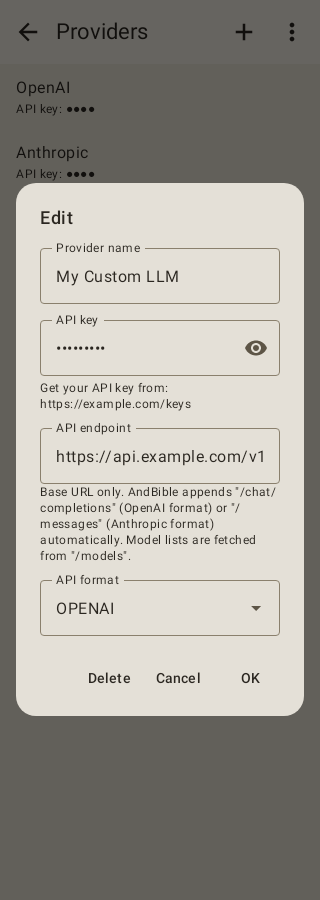 Providers
OpenAI
API key: ●●●●
Anthropic
API key: ●●●●
Edit
Provider name
My Custom LLM
API key
•••••••••
Get your API key from:
https://example.com/keys
API endpoint
https://api.example.com/v1
Base URL only. AndBible appends "/chat/
completions" (OpenAI format) or "/
messages" (Anthropic format)
automatically. Model lists are fetched
from "/models".
API format
OPENAI
Delete Cancel OK